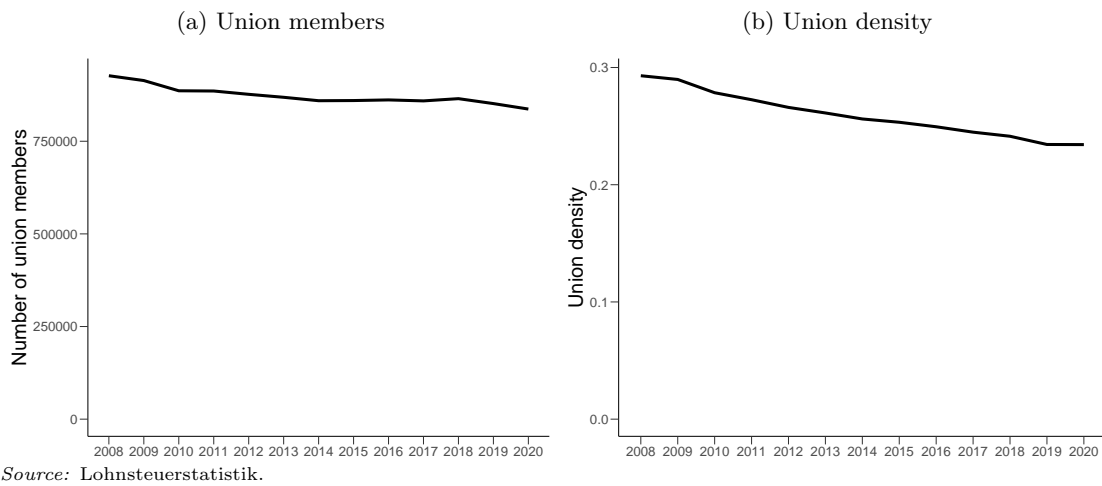 (a) Union members
Number of union members
750000
500000
250000
0
2008 2009 2010 2011 2012 2013 2014 2015 2016 2017 2018 2019 2020
(b) Union density
Union density
0.3
0.2
0.1
0.0
2008 2009 2010 2011 2012 2013 2014 2015 2016 2017 2018 2019 2020
Source: Lohnsteuerstatistik.